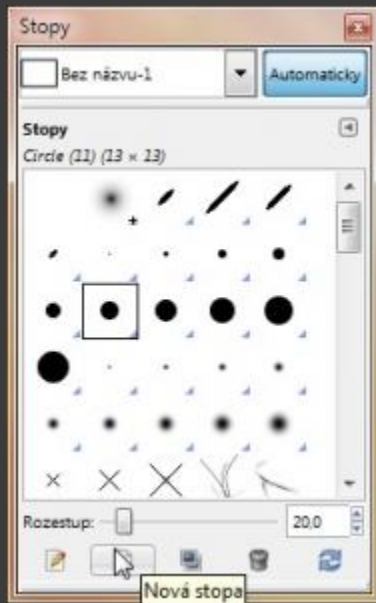 Stopy
Bez názvu-1
Automaticky
Stopy
Circle (11) (13 × 13)
Rozestup:
20,0
Nová stopa